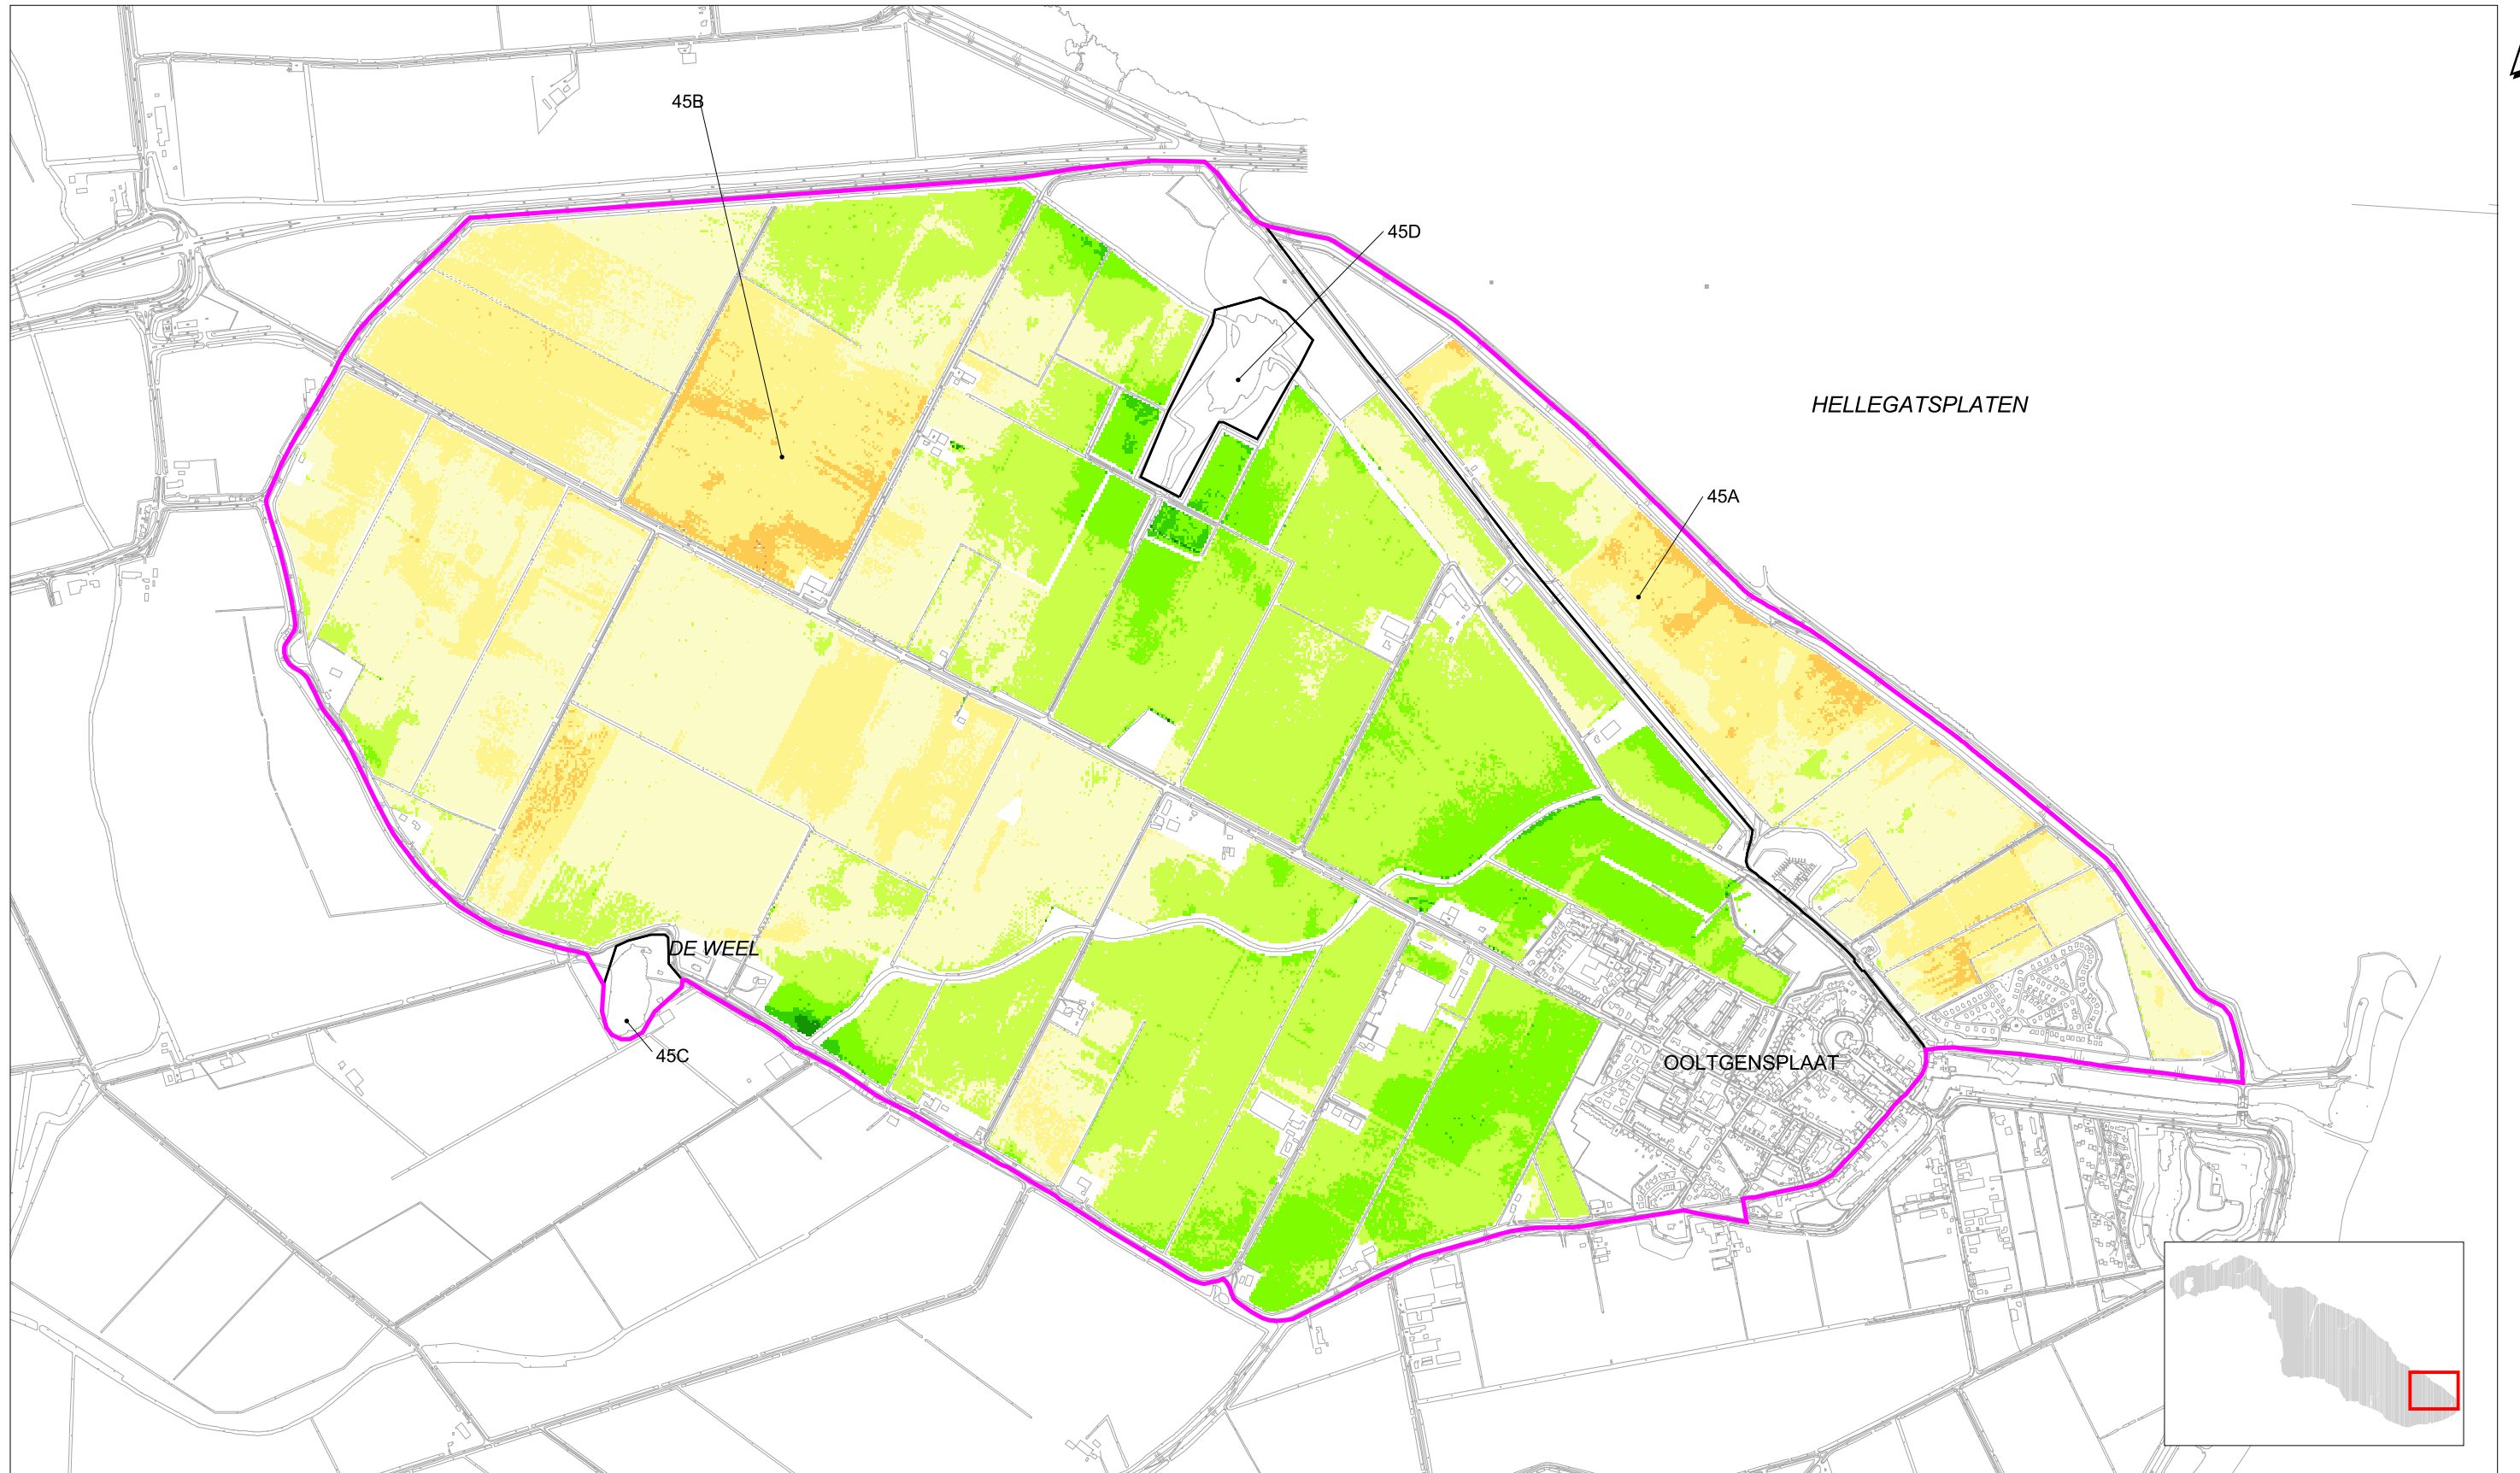 45B
45D
HELLEGATSPLATEN
45A
DE WEEL
45C
OOLTGENSPLAAT